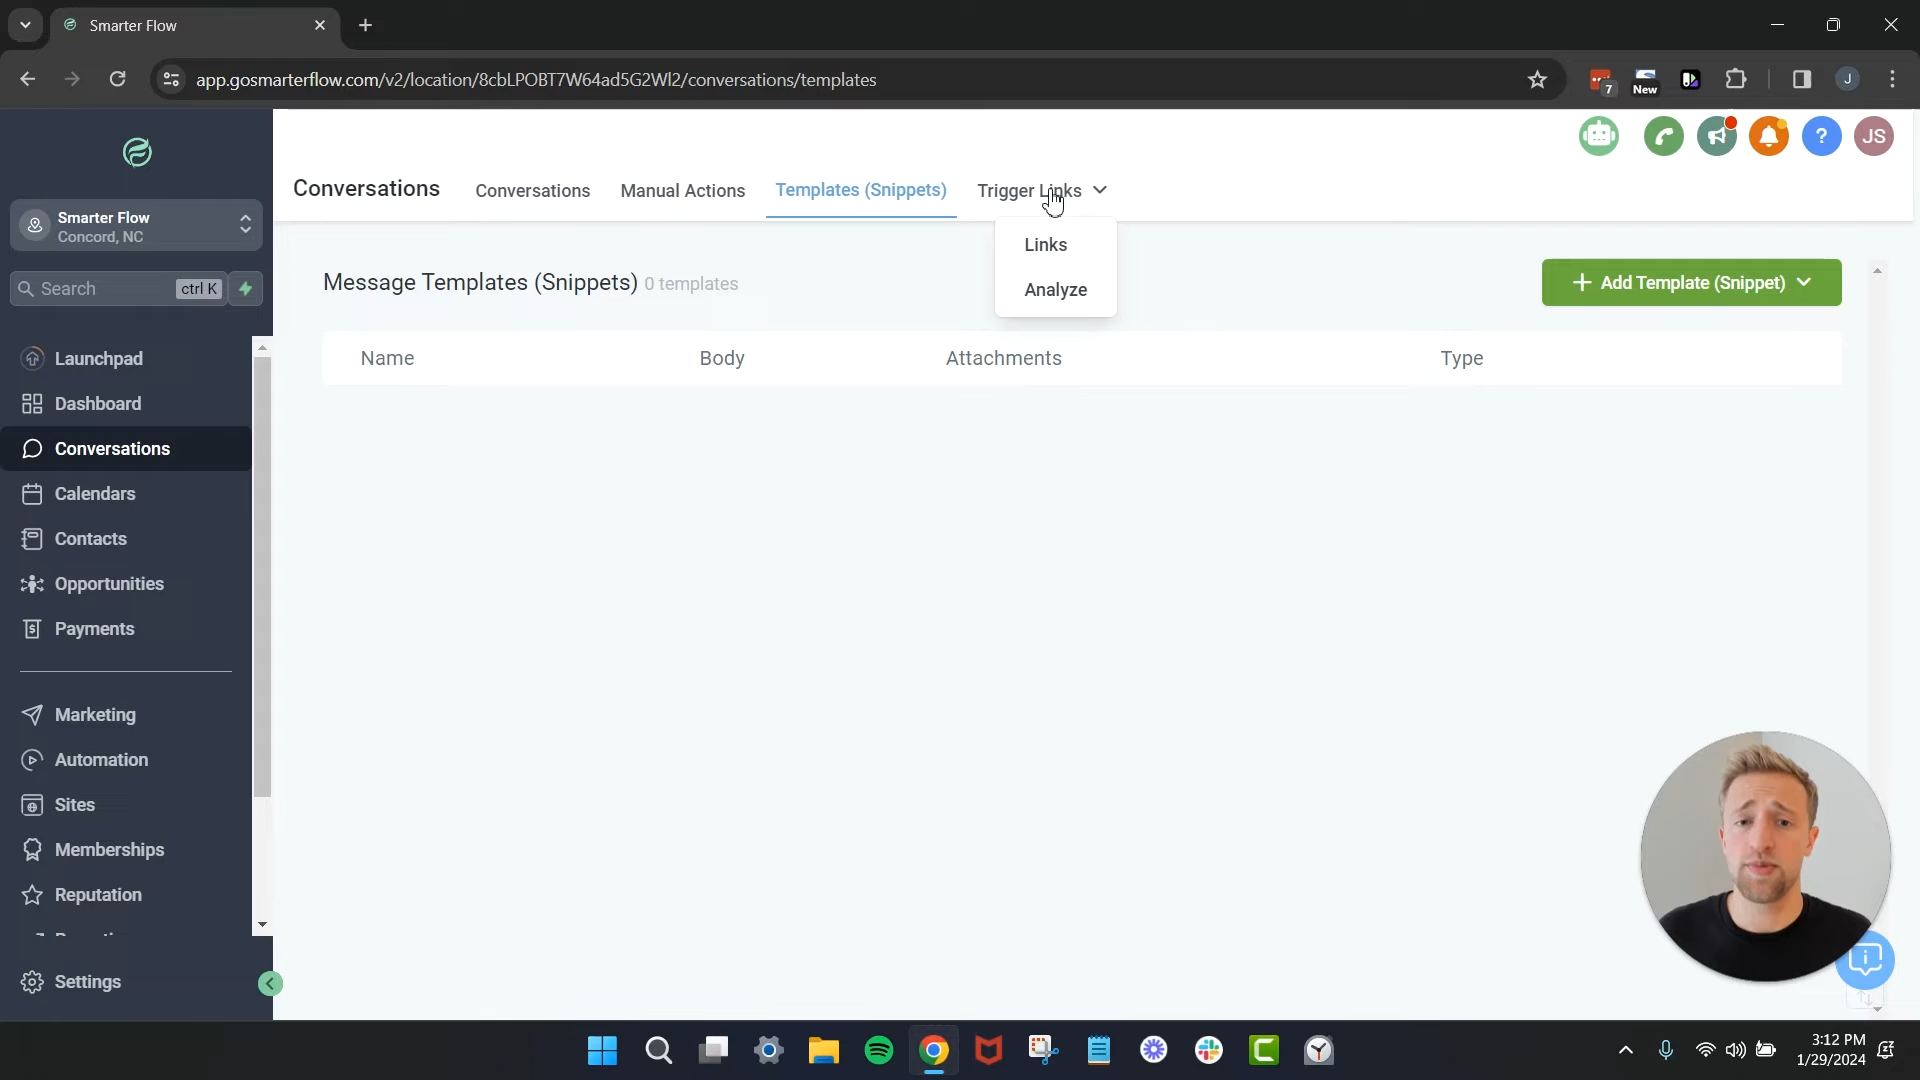 Smarter Flow
app.gosmarterflow.com/v2/location/8cbLPOBT7W64ad5G2Wl2/conversations/templates
7
New
J
Smarter Flow
Concord, NC
Search
ctrl K
Launchpad
Dashboard
Conversations
Calendars
Contacts
Opportunities
Payments
Marketing
Automation
Sites
Memberships
Reputation
Settings
Conversations
Conversations
Manual Actions
Templates (Snippets)
Trigger Links
?
JS
Links
Analyze
Message Templates (Snippets) 0 templates
+ Add Template (Snippet)
Name
Body
Attachments
Type
3:12 PM
1/29/2024